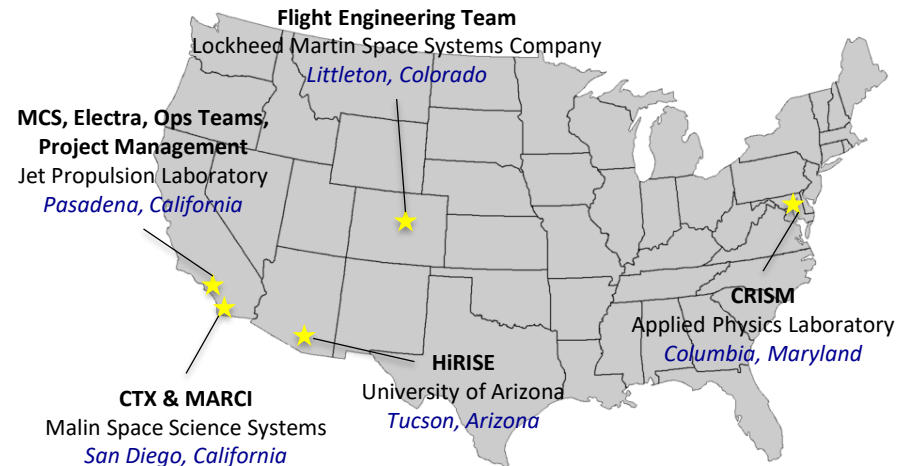 Flight Engineering Team
Lockheed Martin Space Systems Company
Littleton, Colorado
MCS, Electra, Ops Teams,
Project Management
Jet Propulsion Laboratory
Pasadena, California
CRISM
Applied Physics Laboratory
Columbia, Maryland
HiRISE
University of Arizona
Tucson, Arizona
CTX & MARCI
Malin Space Science Systems
San Diego, California